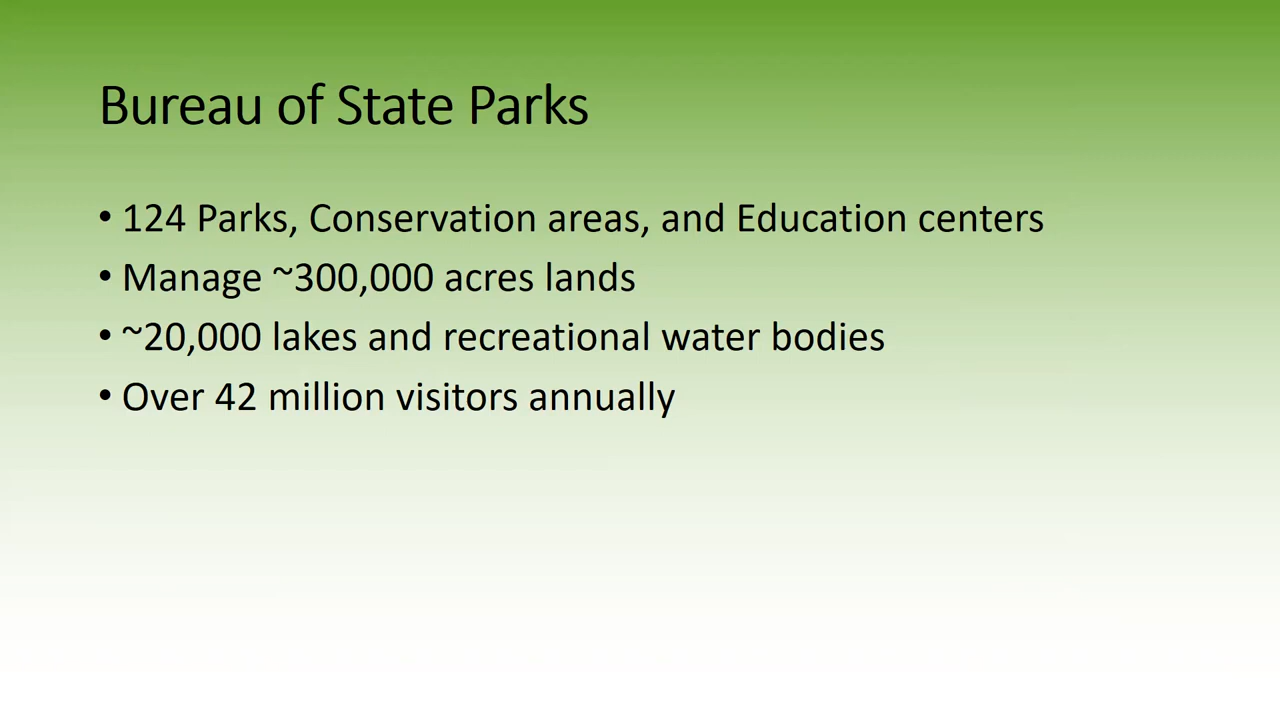 Bureau of State Parks
• 124 Parks, Conservation areas, and Education centers
• Manage ~300,000 acres lands
• ~20,000 lakes and recreational water bodies
• Over 42 million visitors annually